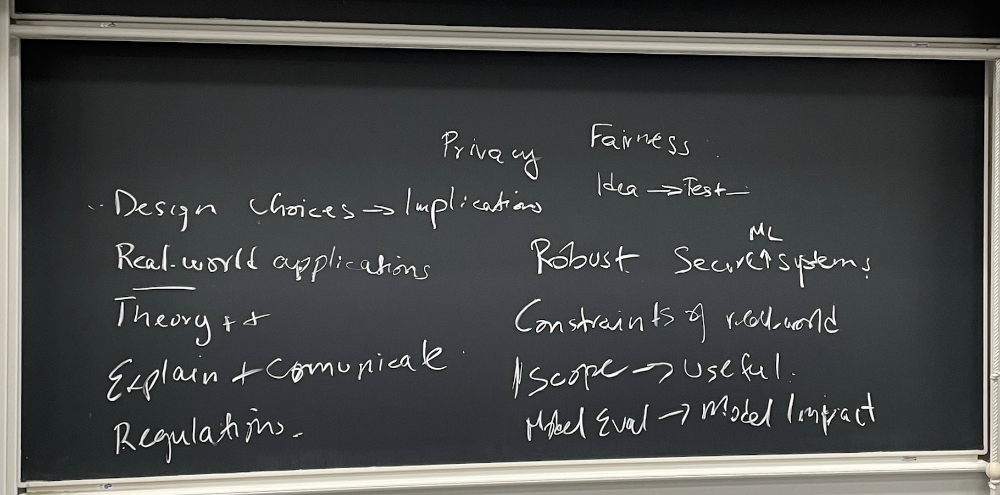 Privacy
Fairness.
Idea → Test —
Design choices → Implications
Real-world applications
Theory ++
Explain + comunicate
Regulations.
ML
Robust Secure ↑ systems
Constraints of real-world
Scope → useful.
Model Eval → Model Impact